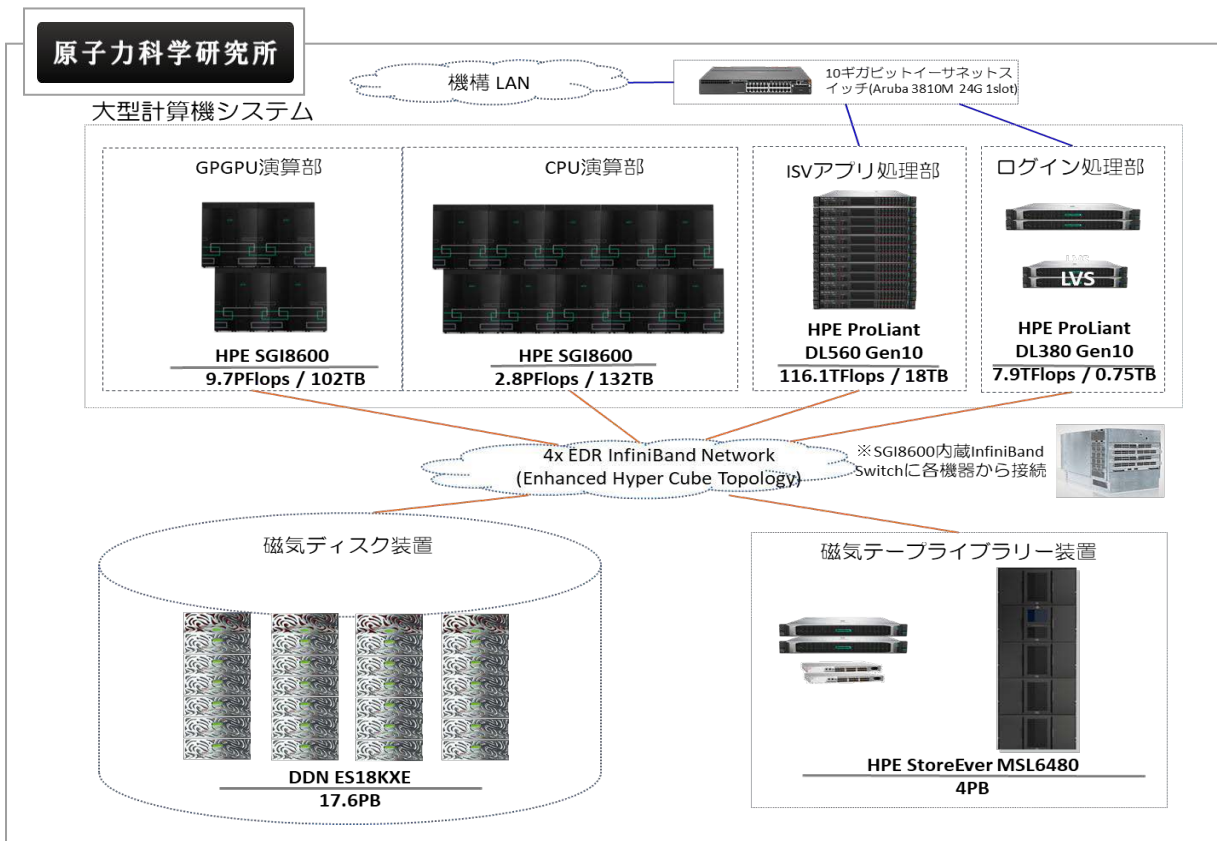 原子力科学研究所
機構 LAN
10ギガビットイーサネットス
イッチ(Aruba 3810M 24G 1slot)
大型計算機システム
GPGPU演算部
HPE SGI8600
9.7PFlops / 102TB
CPU演算部
HPE SGI8600
2.8PFlops / 132TB
ISVアプリ処理部
HPE ProLiant
DL560 Gen10
116.1TFlops / 18TB
ログイン処理部
LVS
LVS
HPE ProLiant
DL380 Gen10
7.9TFlops / 0.75TB
4x EDR InfiniBand Network
(Enhanced Hyper Cube Topology)
※SGI8600内蔵InfiniBand
Switchに各機器から接続
磁気ディスク装置
DDN ES18KXE
17.6PB
磁気テープライブラリー装置
HPE StoreEver MSL6480
4PB